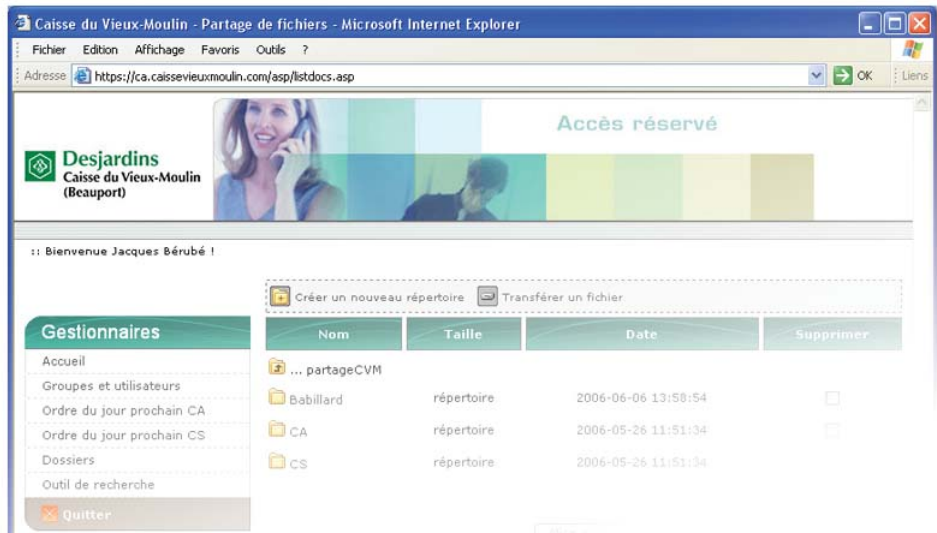 Caisse du Vieux-Moulin - Partage de fichiers - Microsoft Internet Explorer
Fichier Edition Affichage Favoris Outils ?
Adresse https://ca.caissevieuxmoulin.com/asp/listdocs.asp OK Liens
Accès réservé
Desjardins
Caisse du Vieux-Moulin
(Beauport)
:: Bienvenue Jacques Bérubé !
Créer un nouveau répertoire Transférer un fichier
Gestionnaires
Accueil
Groupes et utilisateurs
Ordre du jour prochain CA
Ordre du jour prochain CS
Dossiers
Outil de recherche
Quitter
Nom Taille Date Supprimer
... partageCVM
Babillard répertoire 2006-06-06 13:58:54
CA répertoire 2006-05-26 11:51:34
CS répertoire 2006-05-26 11:51:34